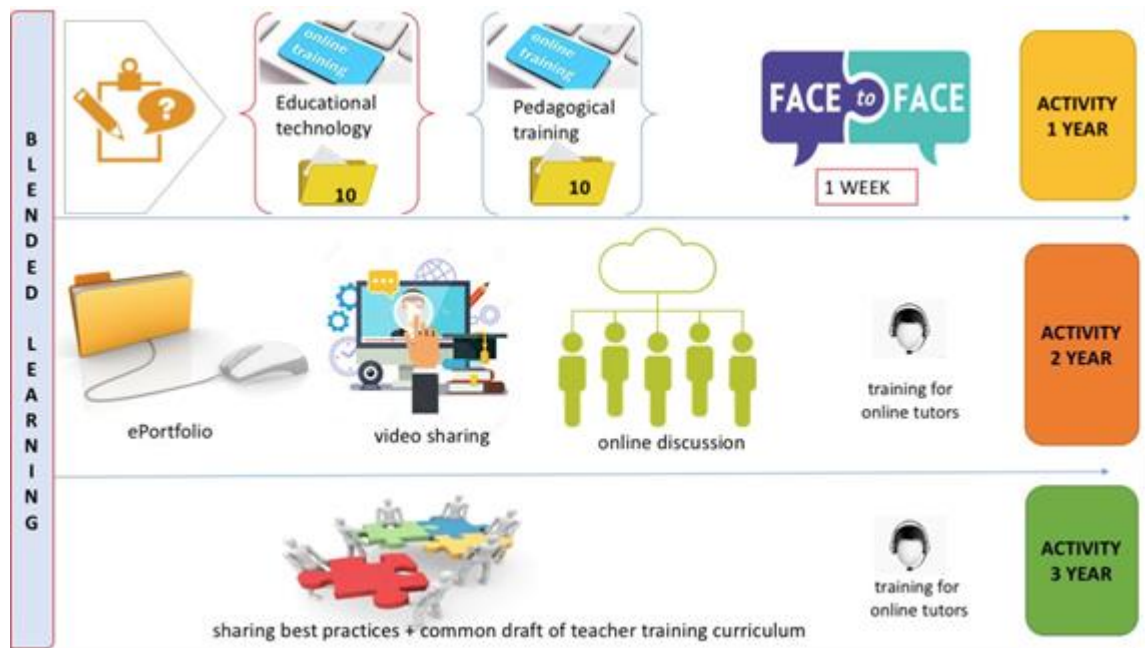 BLENDED LEARNING
online
training
Educational
technology
10
online
training
Pedagogical
training
10
FACE to FACE
1 WEEK
ACTIVITY
1 YEAR
ePortfolio
video sharing
online discussion
training for
online tutors
ACTIVITY
2 YEAR
sharing best practices + common draft of teacher training curriculum
training for
online tutors
ACTIVITY
3 YEAR